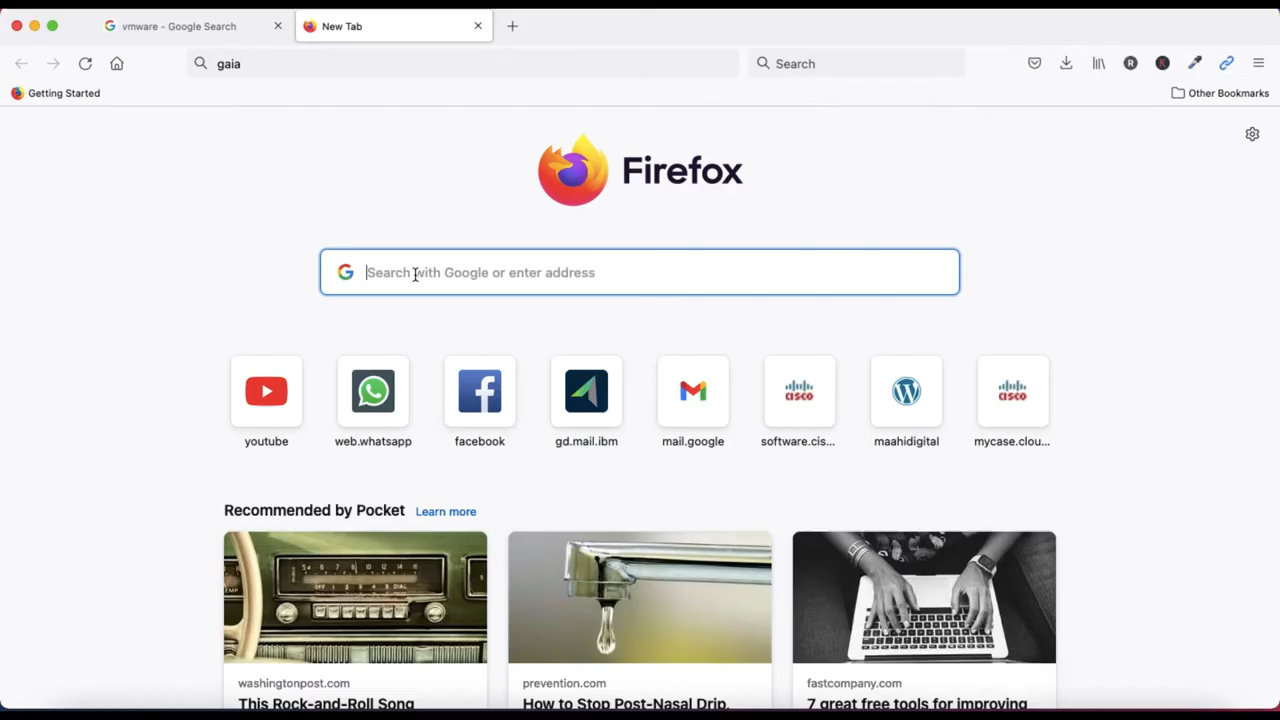 vmware - Google Search
New Tab
gaia
Search
Getting Started
Other Bookmarks
Firefox
Search with Google or enter address
youtube
web.whatsapp
facebook
gd.mail.ibm
mail.google
software.cis...
maahidigital
mycase.clou...
Recommended by Pocket Learn more
washingtonpost.com
This Rock-and-Roll Song
prevention.com
How to Stop Post-Nasal Drip,
fastcompany.com
7 great free tools for improving